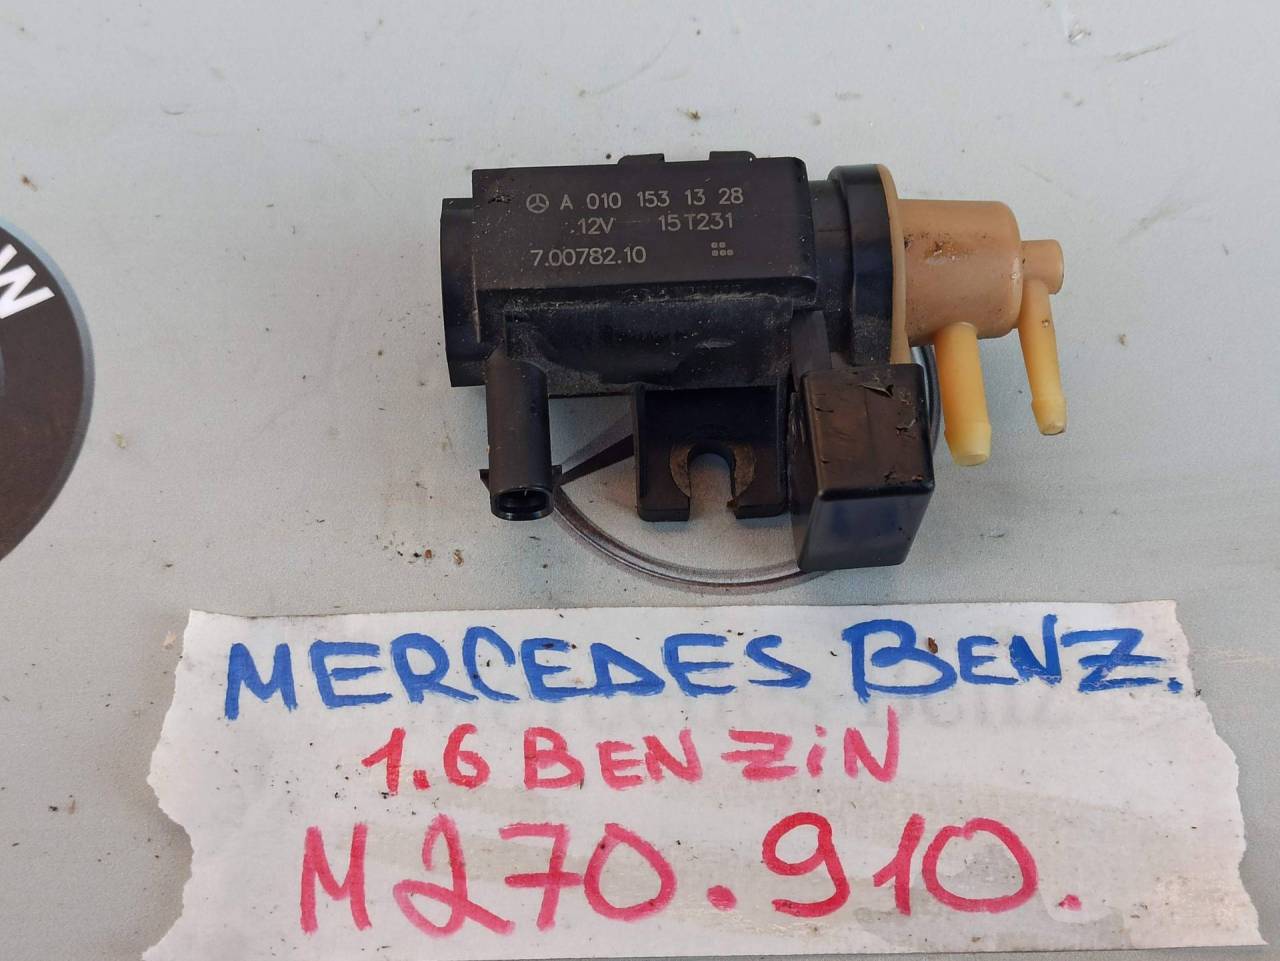 A 010 153 13 28
12V 15T231
7.00782.10
W
MERCEDES BENZ.
1.6 BENZIN
M270.910.